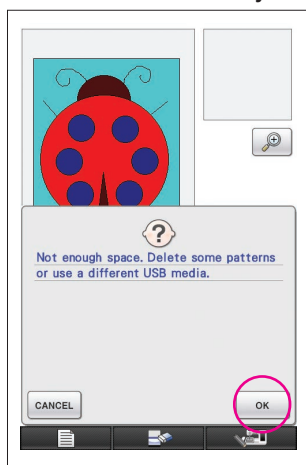 Not enough space. Delete some patterns
or use a different USB media.
CANCEL
OK